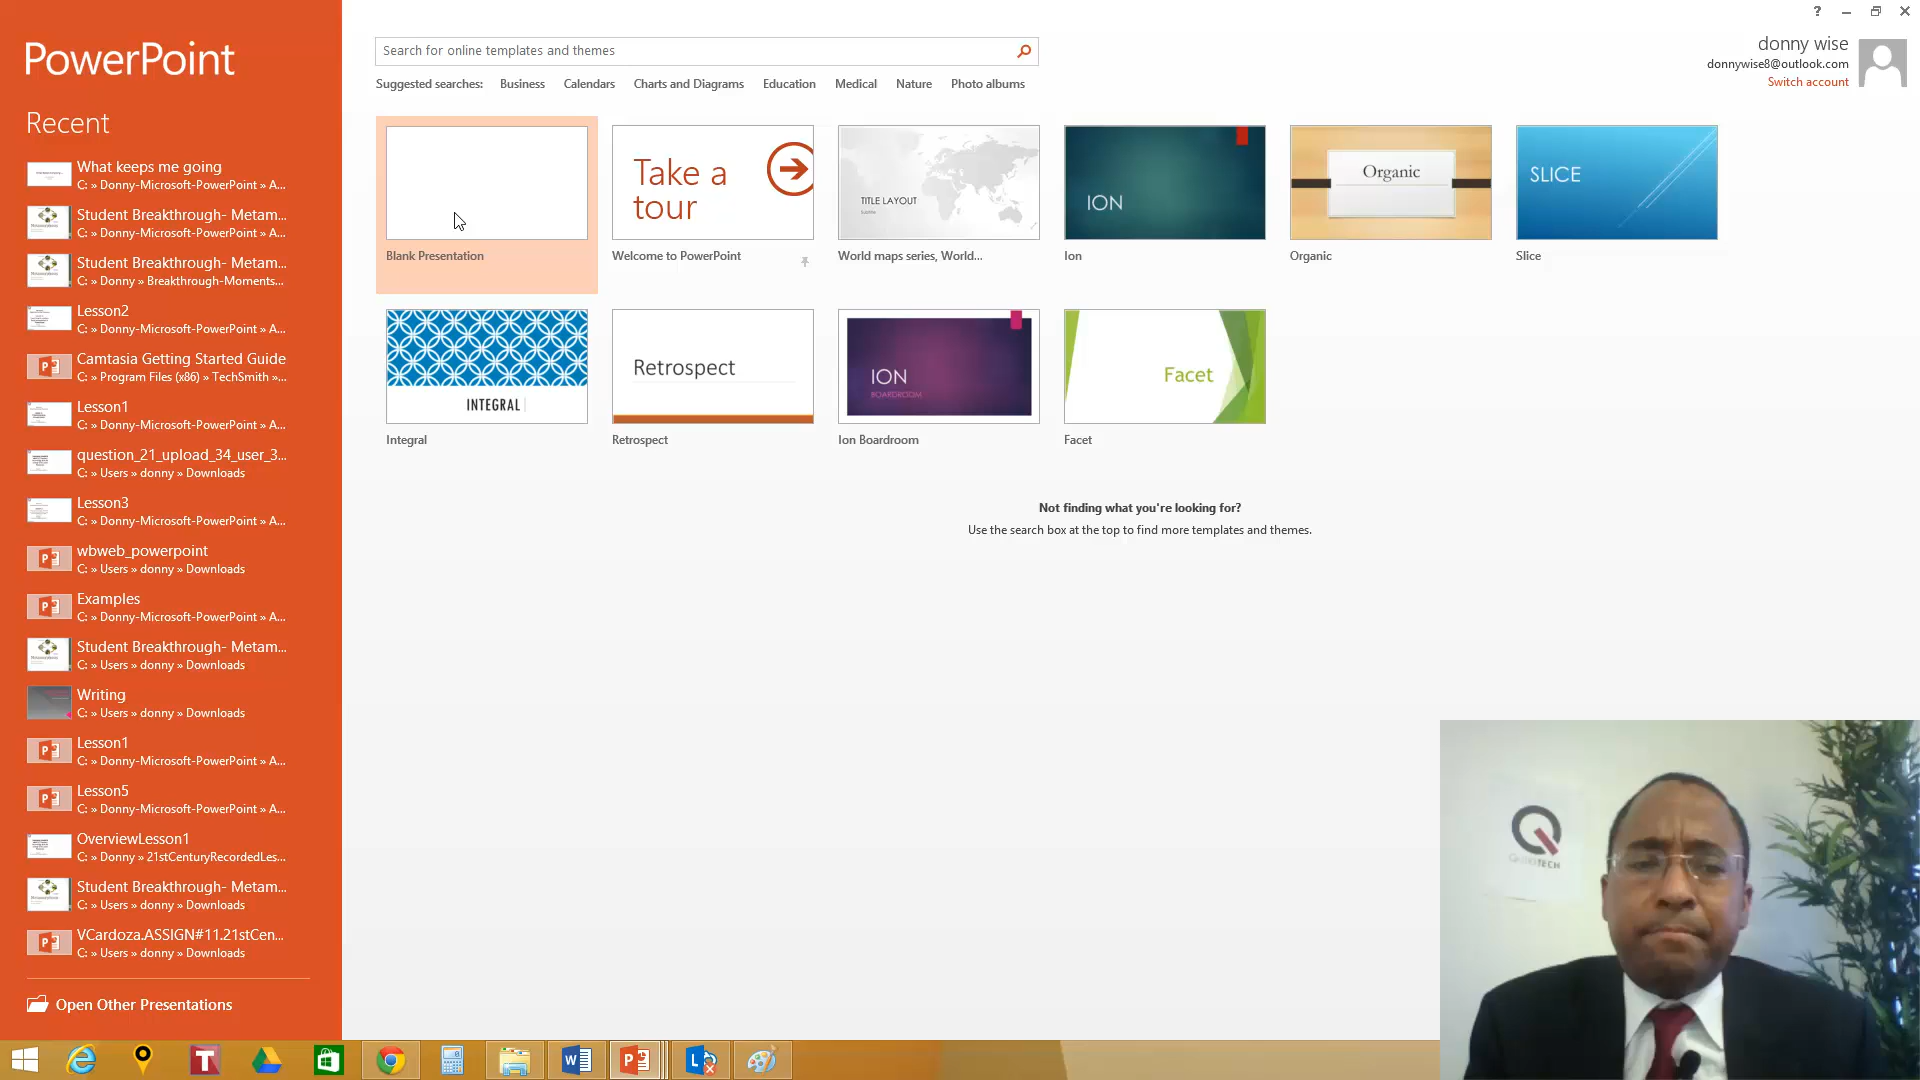 PowerPoint
Recent
What keeps me going
C: » Donny-Microsoft-PowerPoint » A...
Student Breakthrough- Metam...
C: » Donny-Microsoft-PowerPoint » A...
Student Breakthrough- Metam...
C: » Donny » Breakthrough-Moments...
Lesson2
C: » Donny-Microsoft-PowerPoint » A...
Camtasia Getting Started Guide
C: » Program Files (x86) » TechSmith »...
Lesson1
C: » Donny-Microsoft-PowerPoint » A...
question_21_upload_34_user_3...
C: » Users » donny » Downloads
Lesson3
C: » Donny-Microsoft-PowerPoint » A...
wbweb_powerpoint
C: » Users » donny » Downloads
Examples
C: » Donny-Microsoft-PowerPoint » A...
Student Breakthrough- Metam...
C: » Users » donny » Downloads
Writing
C: » Users » donny » Downloads
Lesson1
C: » Donny-Microsoft-PowerPoint » A...
Lesson5
C: » Donny-Microsoft-PowerPoint » A...
OverviewLesson1
C: » Donny » 21stCenturyRecordedLes...
Student Breakthrough- Metam...
C: » Users » donny » Downloads
VCardoza.ASSIGN#11.21stCen...
C: » Users » donny » Downloads
Open Other Presentations
Search for online templates and themes
Suggested searches: Business Calendars Charts and Diagrams Education Medical Nature Photo albums
donny wise
donnywise8@outlook.com
Switch account
Take a
tour
TITLE LAYOUT
ION
Organic
SLICE
Blank Presentation
Welcome to PowerPoint
World maps series, World...
Ion
Organic
Slice
INTEGRAL
Retrospect
ION
BOARDROOM
Facet
Integral
Retrospect
Ion Boardroom
Facet
Not finding what you're looking for?
Use the search box at the top to find more templates and themes.